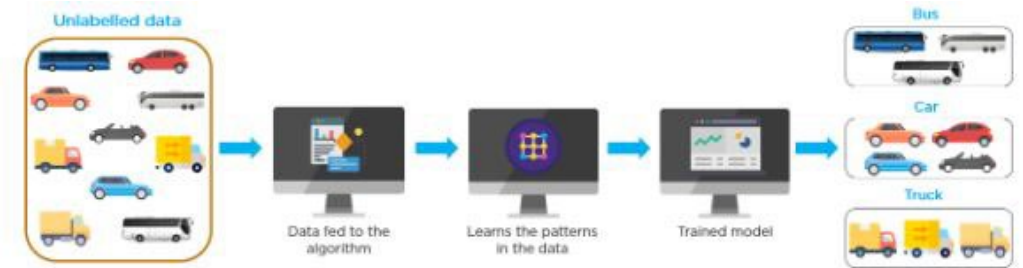 Unlabelled data
Data fed to the
algorithm
Learns the patterns
in the data
Trained model
Bus
Car
Truck